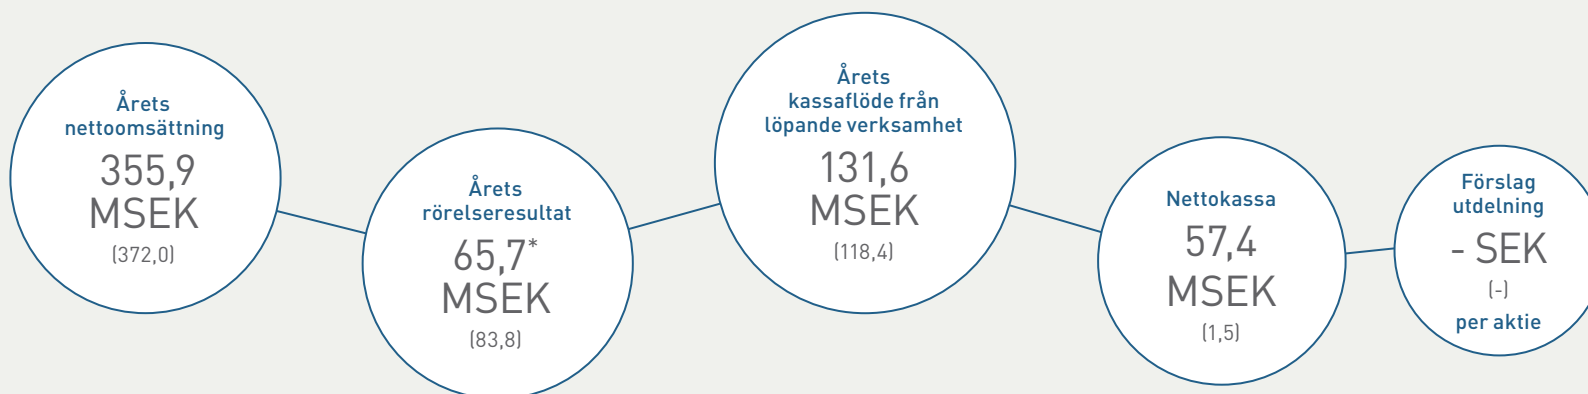 Årets
nettoomsättning
355,9
MSEK
(372,0)
Årets
rörelseresultat
65,7*
MSEK
(83,8)
Årets
kassaflöde från
löpande verksamhet
131,6
MSEK
(118,4)
Nettokassa
57,4
MSEK
(1,5)
Förslag
utdelning
- SEK
(-)
per aktie